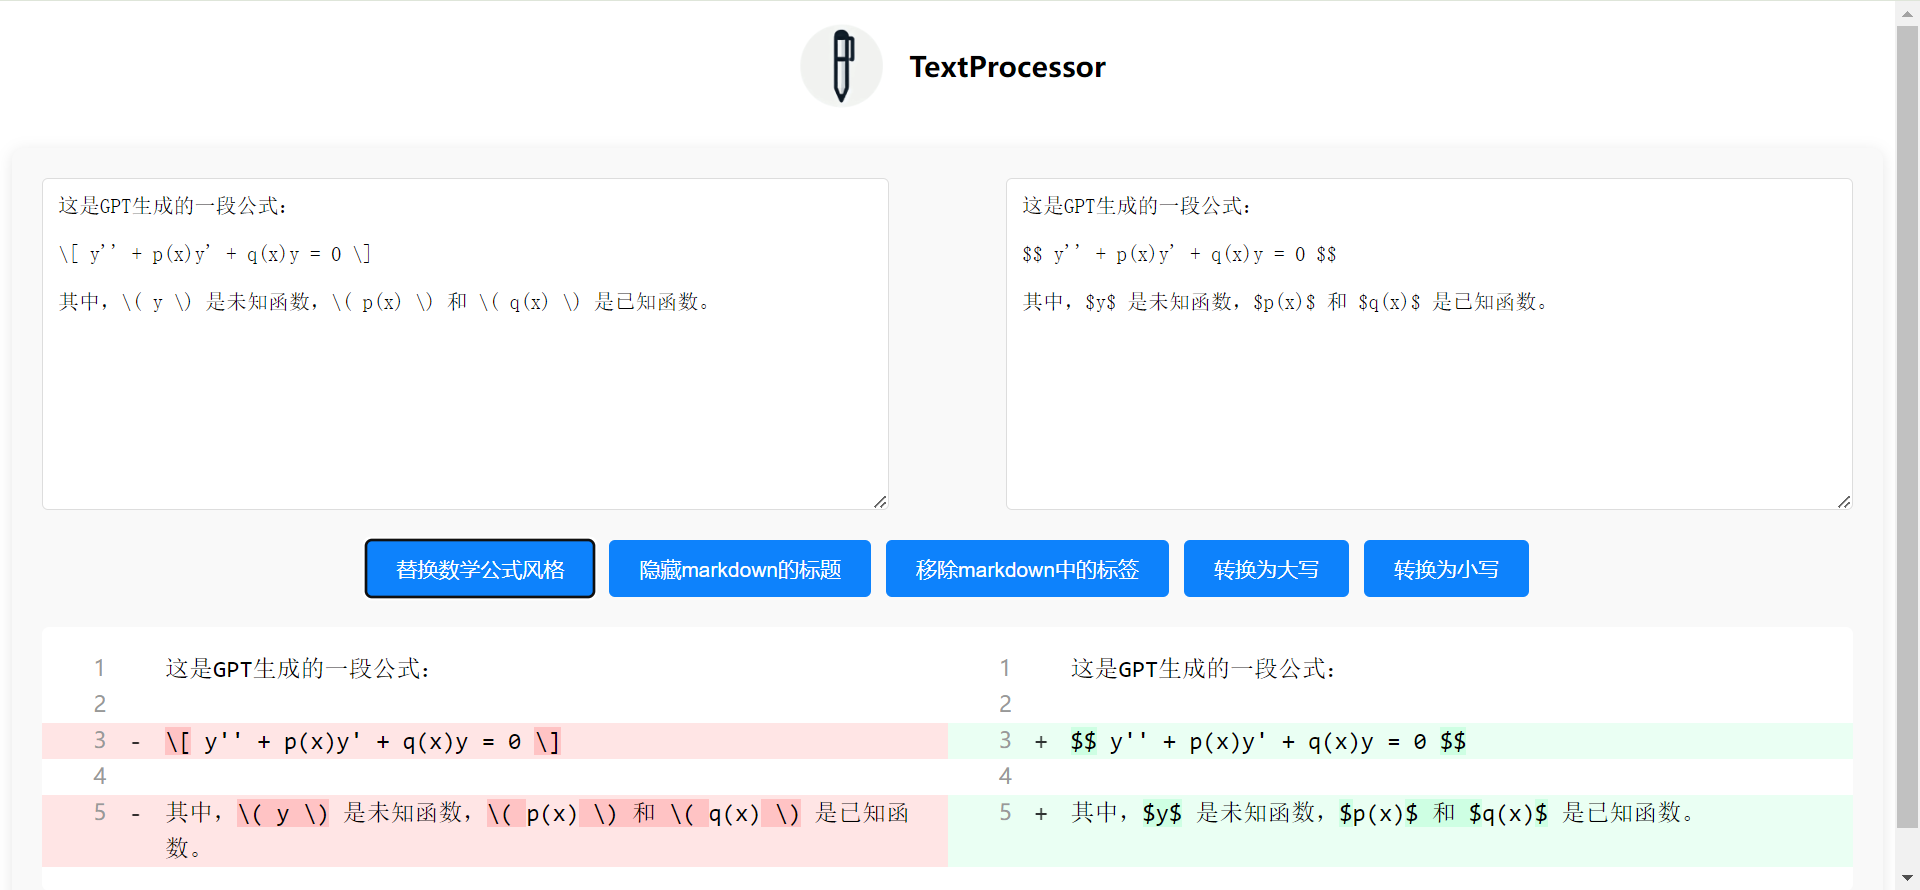 TextProcessor
这是GPT生成的一段公式：
\[ y'' + p(x)y' + q(x)y = 0 \]
其中，\( y \) 是未知函数，\( p(x) \) 和 \( q(x) \) 是已知函数。
这是GPT生成的一段公式：
$$ y'' + p(x)y' + q(x)y = 0 $$
其中，$y$ 是未知函数，$p(x)$ 和 $q(x)$ 是已知函数。
替换数学公式风格
隐藏markdown的标题
移除markdown中的标签
转换为大写
转换为小写
1 这是GPT生成的一段公式：
2
3 - \[ y'' + p(x)y' + q(x)y = 0 \]
4
5 - 其中，\( y \) 是未知函数，\( p(x) \) 和 \( q(x) \) 是已知函
数。
1 这是GPT生成的一段公式：
2
3 + $$ y'' + p(x)y' + q(x)y = 0 $$
4
5 + 其中，$y$ 是未知函数，$p(x)$ 和 $q(x)$ 是已知函数。